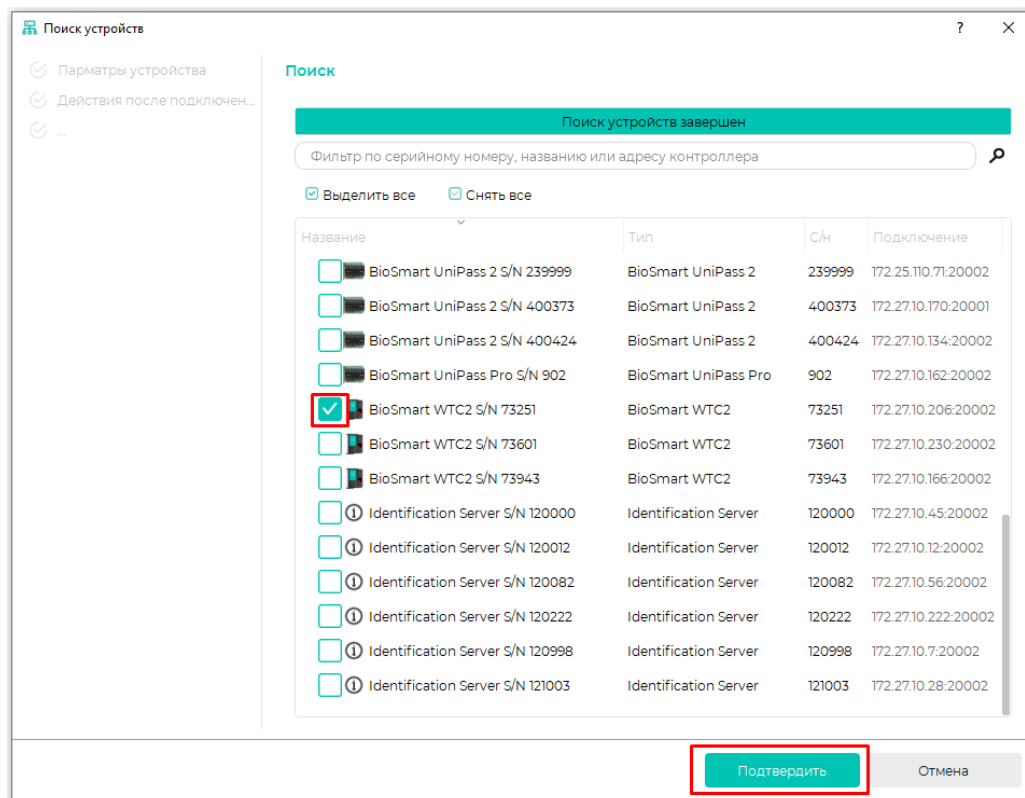 Поиск устройств ?
Парматры устройства
Действия после подключен...
...
Поиск
Поиск устройств завершен
Фильтр по серийному номеру, названию или адресу контроллера
Выделить все Снять все
Название Тип С/н Подключение
BioSmart UniPass 2 S/N 239999 BioSmart UniPass 2 239999 172.25.110.71:20002
BioSmart UniPass 2 S/N 400373 BioSmart UniPass 2 400373 172.27.10.170:20001
BioSmart UniPass 2 S/N 400424 BioSmart UniPass 2 400424 172.27.10.134:20002
BioSmart UniPass Pro S/N 902 BioSmart UniPass Pro 902 172.27.10.162:20002
BioSmart WTC2 S/N 73251 BioSmart WTC2 73251 172.27.10.206:20002
BioSmart WTC2 S/N 73601 BioSmart WTC2 73601 172.27.10.230:20002
BioSmart WTC2 S/N 73943 BioSmart WTC2 73943 172.27.10.166:20002
Identification Server S/N 120000 Identification Server 120000 172.27.10.45:20002
Identification Server S/N 120012 Identification Server 120012 172.27.10.12:20002
Identification Server S/N 120082 Identification Server 120082 172.27.10.56:20002
Identification Server S/N 120222 Identification Server 120222 172.27.10.222:20002
Identification Server S/N 120998 Identification Server 120998 172.27.10.7:20002
Identification Server S/N 121003 Identification Server 121003 172.27.10.28:20002
Подтвердить Отмена